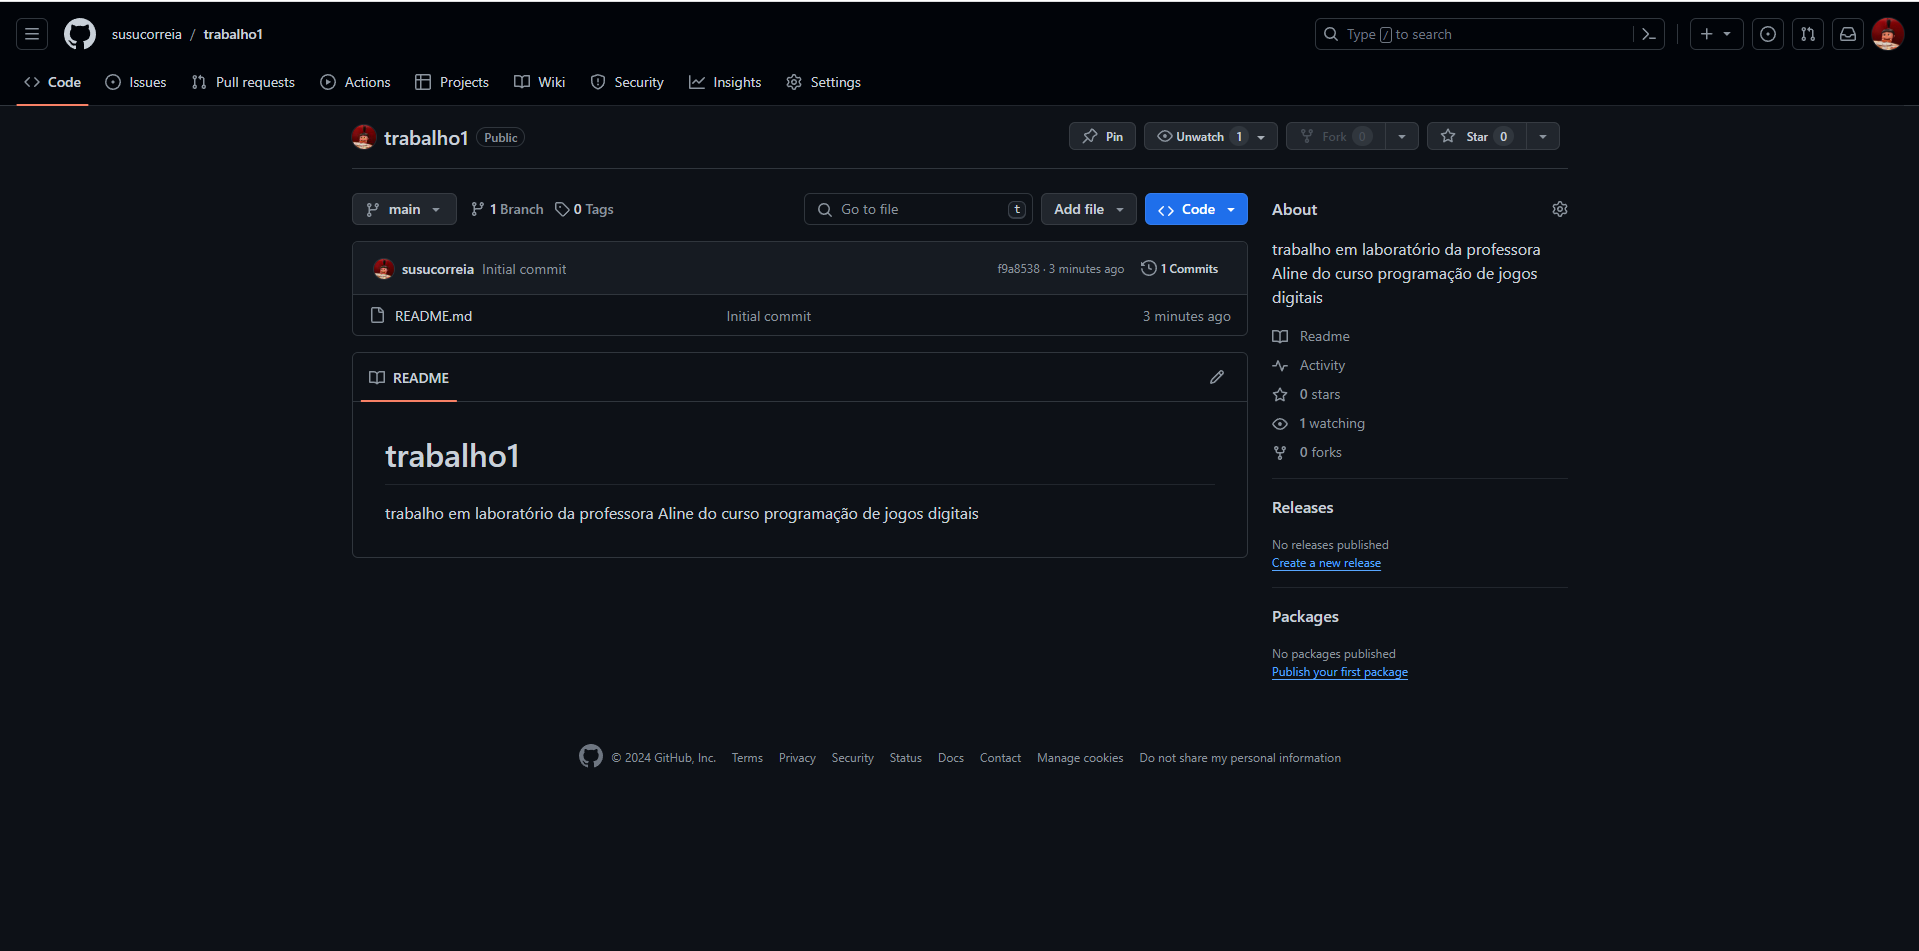 susucorreia / trabalho1
Type / to search
Code Issues Pull requests Actions Projects Wiki Security Insights Settings
trabalho1 Public
Pin Unwatch 1 Fork 0 Star 0
main 1 Branch 0 Tags Go to file t Add file Code
susucorreia Initial commit f9a8538 · 3 minutes ago 1 Commits
README.md Initial commit 3 minutes ago
README
trabalho1
trabalho em laboratório da professora Aline do curso programação de jogos digitais
About
trabalho em laboratório da professora
Aline do curso programação de jogos
digitais
Readme
Activity
0 stars
1 watching
0 forks
Releases
No releases published
Create a new release
Packages
No packages published
Publish your first package
© 2024 GitHub, Inc. Terms Privacy Security Status Docs Contact Manage cookies Do not share my personal information